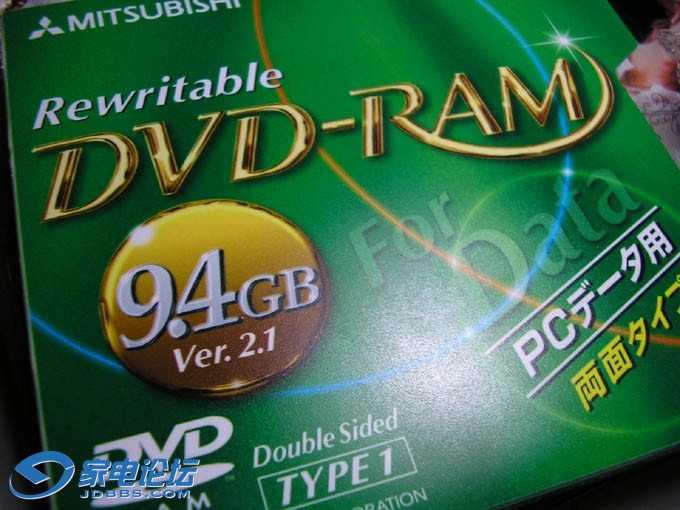 MITSUBISHI
Rewritable
DVD-RAM
For Data
9.4GB
Ver. 2.1
PCデータ用
両面タイプ
DVD
RAM
Double Sided
TYPE 1
家电论坛
JDBBS.COM